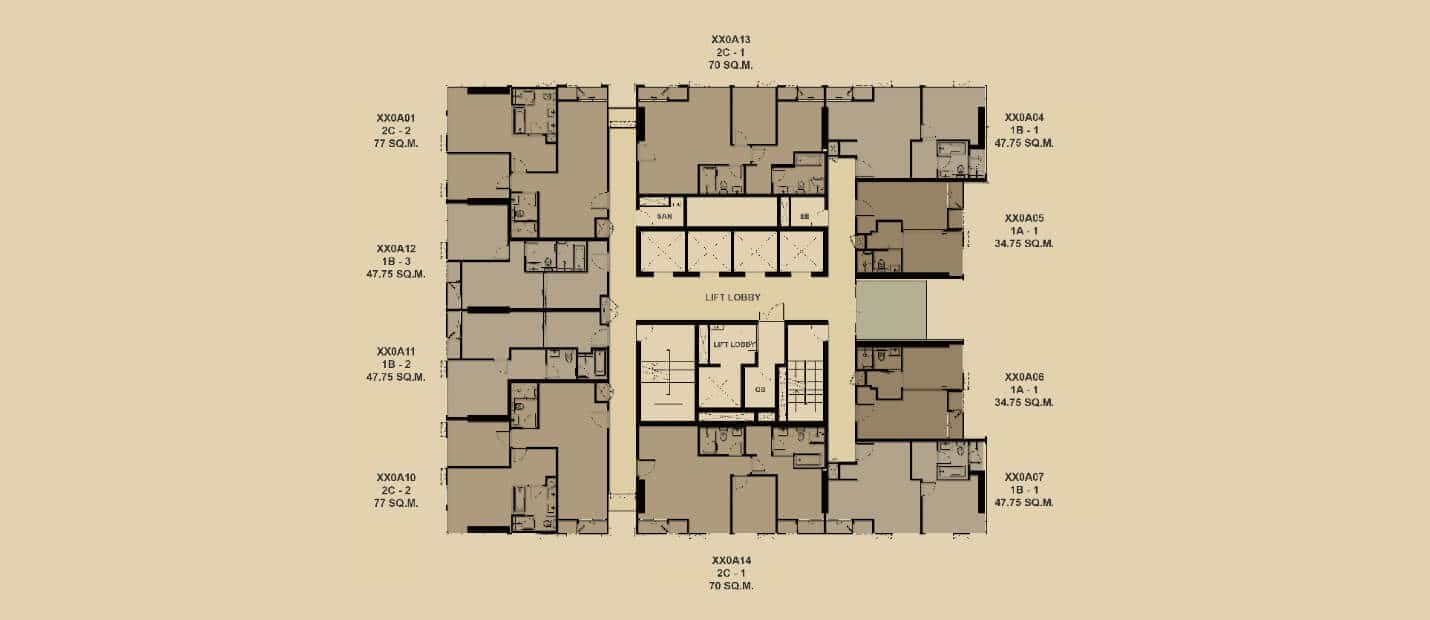 XX0A13
2C - 1
70 SQ.M.
XX0A01
2C - 2
77 SQ.M.
XX0A04
1B - 1
47.75 SQ.M.
XX0A05
1A - 1
34.75 SQ.M.
SAN
EE
XX0A12
1B - 3
47.75 SQ.M.
LIFT LOBBY
LIFT LOBBY
XX0A11
1B - 2
47.75 SQ.M.
XX0A06
1A - 1
34.75 SQ.M.
XX0A10
2C - 2
77 SQ.M.
XX0A07
1B - 1
47.75 SQ.M.
XX0A14
2C - 1
70 SQ.M.